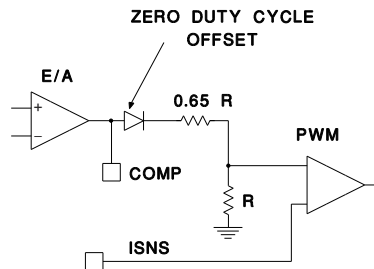 ZERO DUTY CYCLE
OFFSET
E/A
0.65 R
PWM
+
−
COMP
R
ISNS